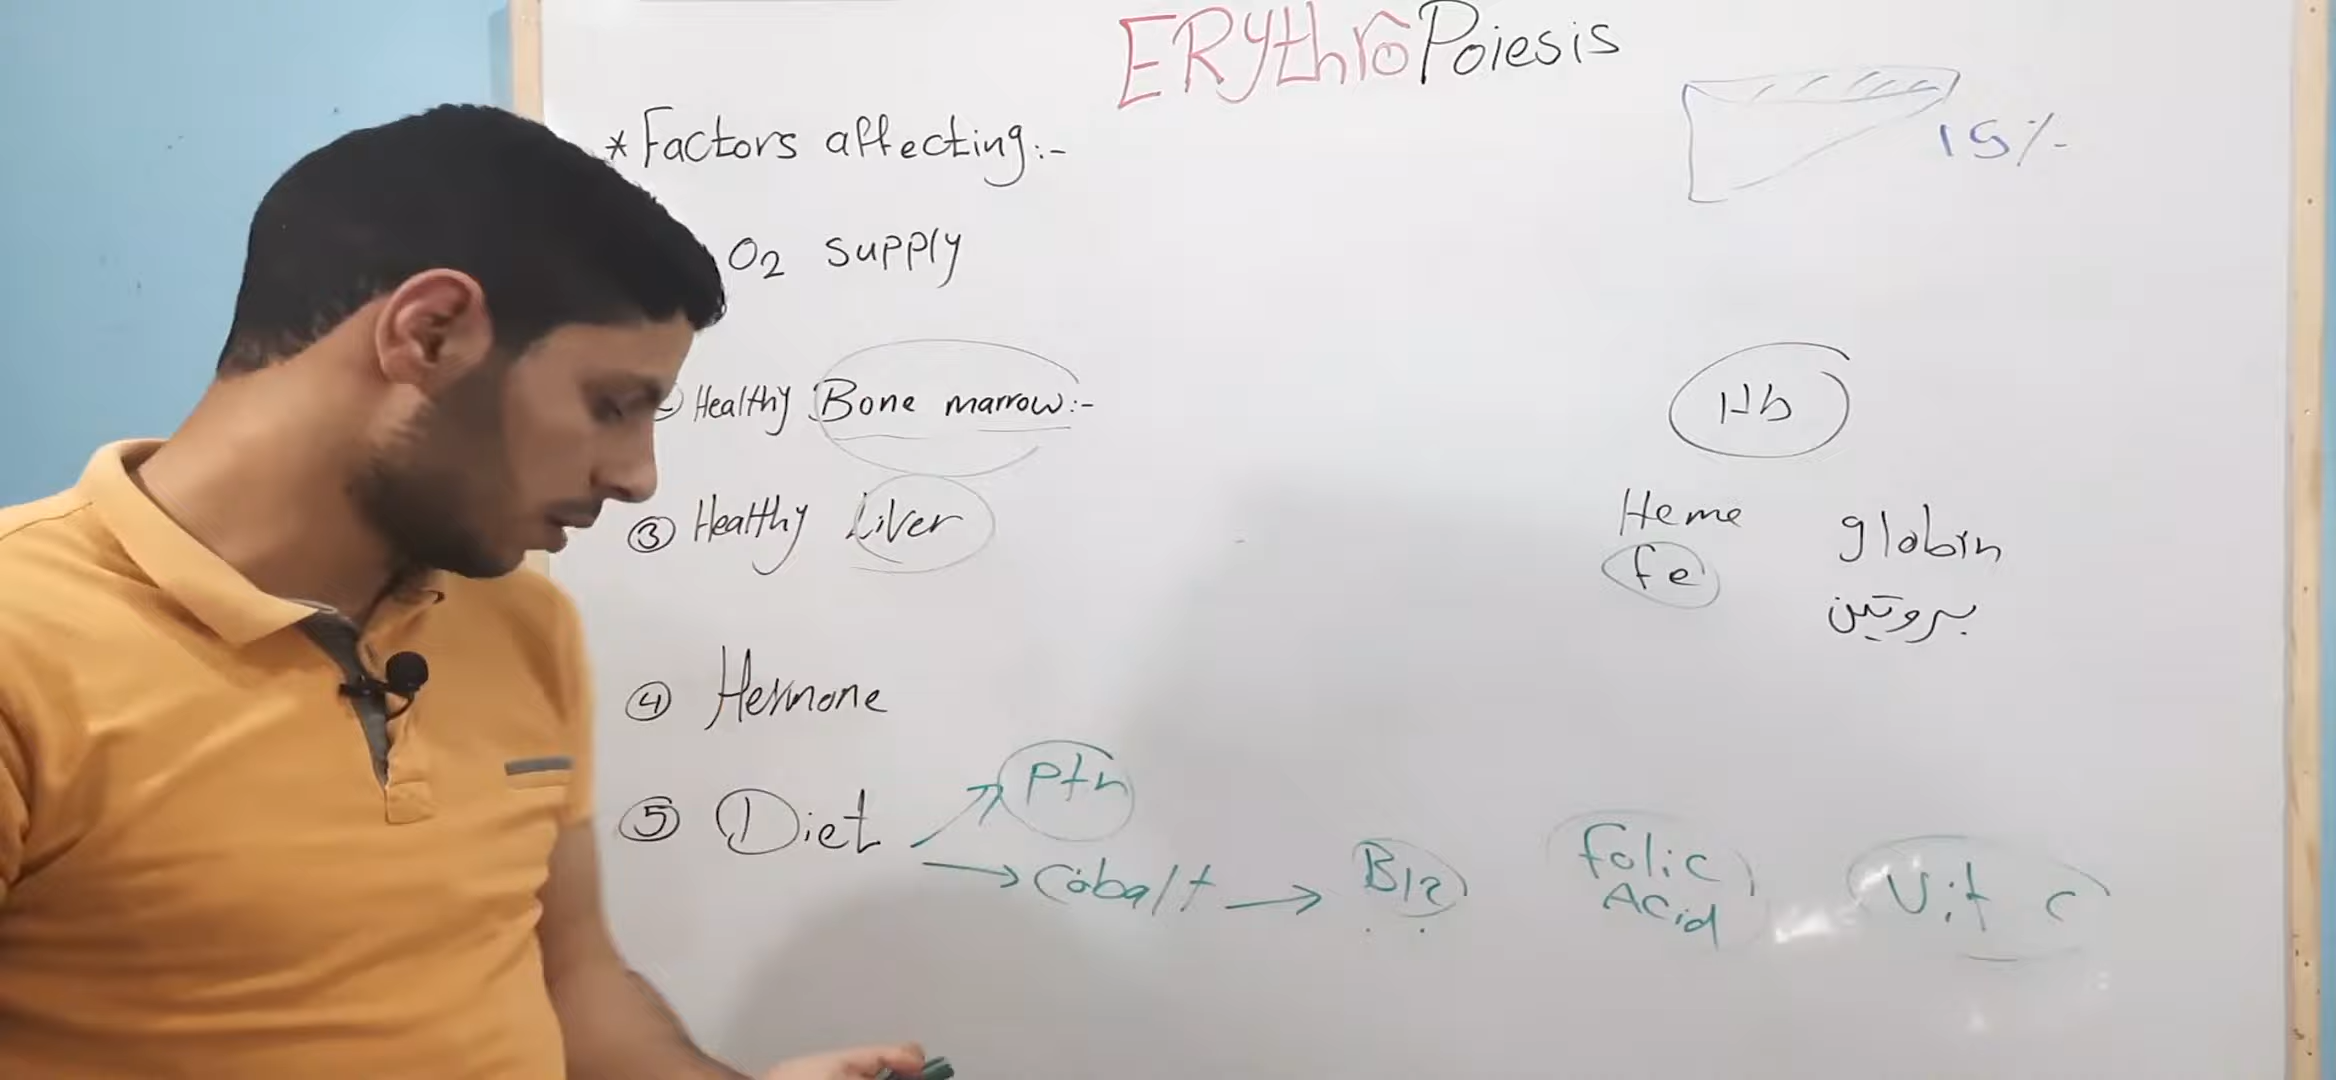 ERythroPoiesis
* Factors affecting:-
15%
O2 supply
Healthy Bone marrow:-
Hb
③ Healthy Liver
Heme globin
fe بروتين
④ Hermone
⑤ Diet
Ptn
Cobalt → B12
folic
Acid
Vit c